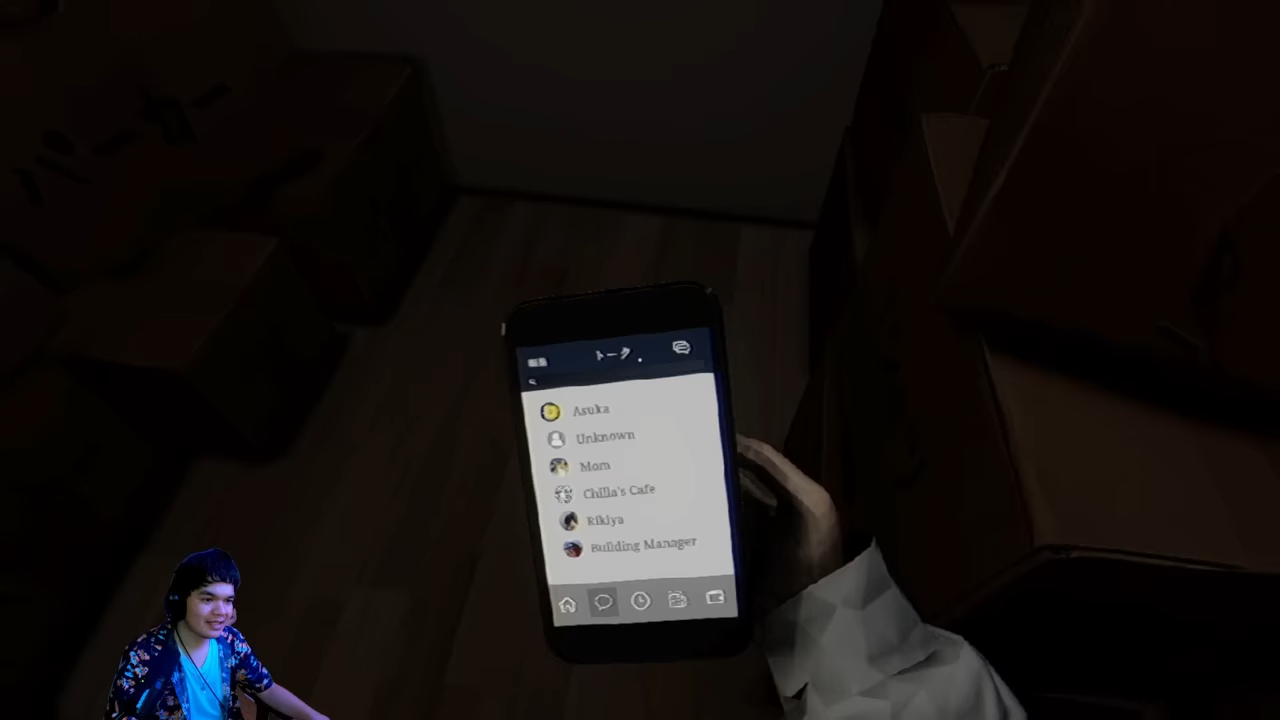 トーク
Asuka
Unknown
Mom
Chilla's Cafe
Rikiya
Building Manager